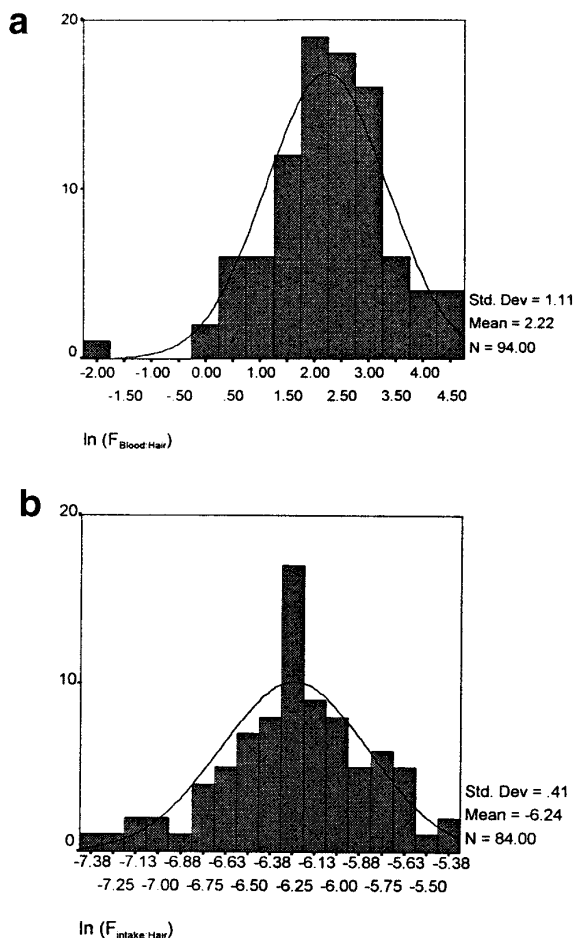 a
20
10
0
Std. Dev = 1.11
Mean = 2.22
N = 94.00
-2.00 -1.00 0.00 1.00 2.00 3.00 4.00
-1.50 -.50 .50 1.50 2.50 3.50 4.50
ln (FBlood:Hair)
b
20
10
0
Std. Dev = .41
Mean = -6.24
N = 84.00
-7.38 -7.13 -6.88 -6.63 -6.38 -6.13 -5.88 -5.63 -5.38
-7.25 -7.00 -6.75 -6.50 -6.25 -6.00 -5.75 -5.50
ln (Fintake:Hair)